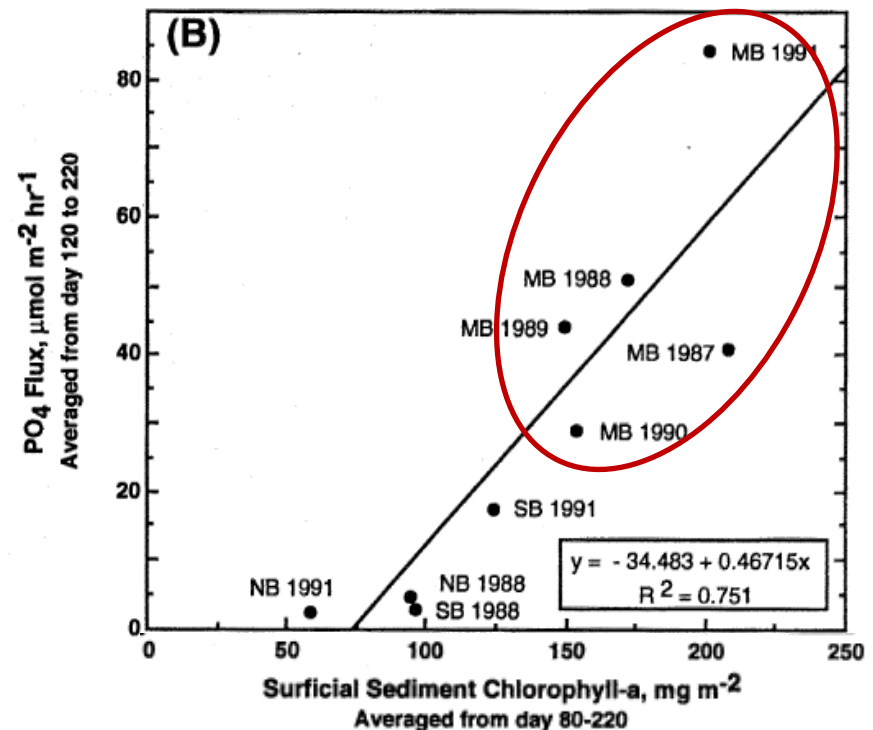 (B)
MB 1991
MB 1988
MB 1989
MB 1987
MB 1990
SB 1991
NB 1991
NB 1988
SB 1988
y = - 34.483 + 0.46715x
R 2 = 0.751
80
60
40
20
0
0 50 100 150 200 250
PO4 Flux, μmol m-2 hr-1
Averaged from day 120 to 220
Surficial Sediment Chlorophyll-a, mg m-2
Averaged from day 80-220